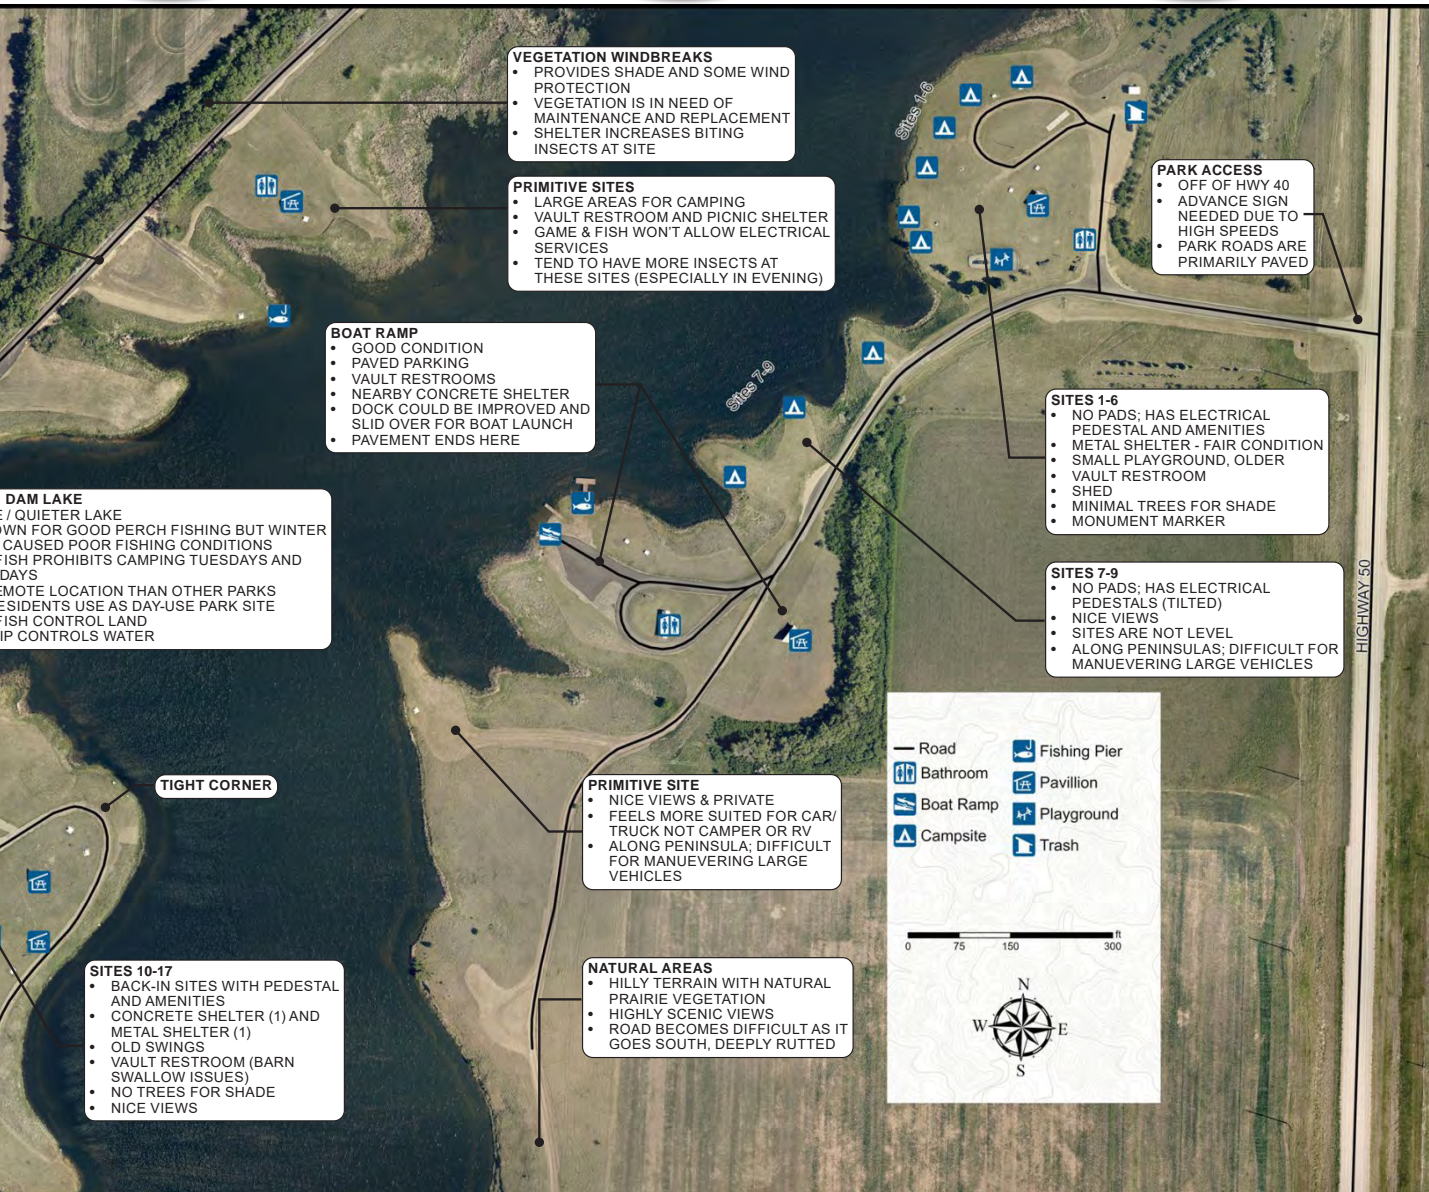 VEGETATION WINDBREAKS
• PROVIDES SHADE AND SOME WIND
PROTECTION
• VEGETATION IS IN NEED OF
MAINTENANCE AND REPLACEMENT
• SHELTER INCREASES BITING
INSECTS AT SITE
PRIMITIVE SITES
• LARGE AREAS FOR CAMPING
• VAULT RESTROOM AND PICNIC SHELTER
• GAME & FISH WON'T ALLOW ELECTRICAL
SERVICES
• TEND TO HAVE MORE INSECTS AT
THESE SITES (ESPECIALLY IN EVENING)
Sites 1-6
PARK ACCESS
• OFF OF HWY 40
• ADVANCE SIGN
NEEDED DUE TO
HIGH SPEEDS
• PARK ROADS ARE
PRIMARILY PAVED
BOAT RAMP
• GOOD CONDITION
• PAVED PARKING
• VAULT RESTROOMS
• NEARBY CONCRETE SHELTER
• DOCK COULD BE IMPROVED AND
SLID OVER FOR BOAT LAUNCH
• PAVEMENT ENDS HERE
Sites 7-9
SITES 1-6
• NO PADS; HAS ELECTRICAL
PEDESTAL AND AMENITIES
• METAL SHELTER - FAIR CONDITION
• SMALL PLAYGROUND, OLDER
• VAULT RESTROOM
• SHED
• MINIMAL TREES FOR SHADE
• MONUMENT MARKER
DAM LAKE
E / QUIETER LAKE
OWN FOR GOOD PERCH FISHING BUT WINTER
CAUSED POOR FISHING CONDITIONS
FISH PROHIBITS CAMPING TUESDAYS AND
DAYS
EMOTE LOCATION THAN OTHER PARKS
ESIDENTS USE AS DAY-USE PARK SITE
FISH CONTROL LAND
IP CONTROLS WATER
SITES 7-9
• NO PADS; HAS ELECTRICAL
PEDESTALS (TILTED)
• NICE VIEWS
• SITES ARE NOT LEVEL
• ALONG PENINSULAS; DIFFICULT FOR
MANUEVERING LARGE VEHICLES
HIGHWAY 50
TIGHT CORNER
PRIMITIVE SITE
• NICE VIEWS & PRIVATE
• FEELS MORE SUITED FOR CAR/
TRUCK NOT CAMPER OR RV
• ALONG PENINSULA; DIFFICULT
FOR MANUEVERING LARGE
VEHICLES
Road
Bathroom
Boat Ramp
Campsite
Fishing Pier
Pavillion
Playground
Trash
ft
0 75 150 300
N
W E
S
SITES 10-17
• BACK-IN SITES WITH PEDESTAL
AND AMENITIES
• CONCRETE SHELTER (1) AND
METAL SHELTER (1)
• OLD SWINGS
• VAULT RESTROOM (BARN
SWALLOW ISSUES)
• NO TREES FOR SHADE
• NICE VIEWS
NATURAL AREAS
• HILLY TERRAIN WITH NATURAL
PRAIRIE VEGETATION
• HIGHLY SCENIC VIEWS
• ROAD BECOMES DIFFICULT AS IT
GOES SOUTH, DEEPLY RUTTED